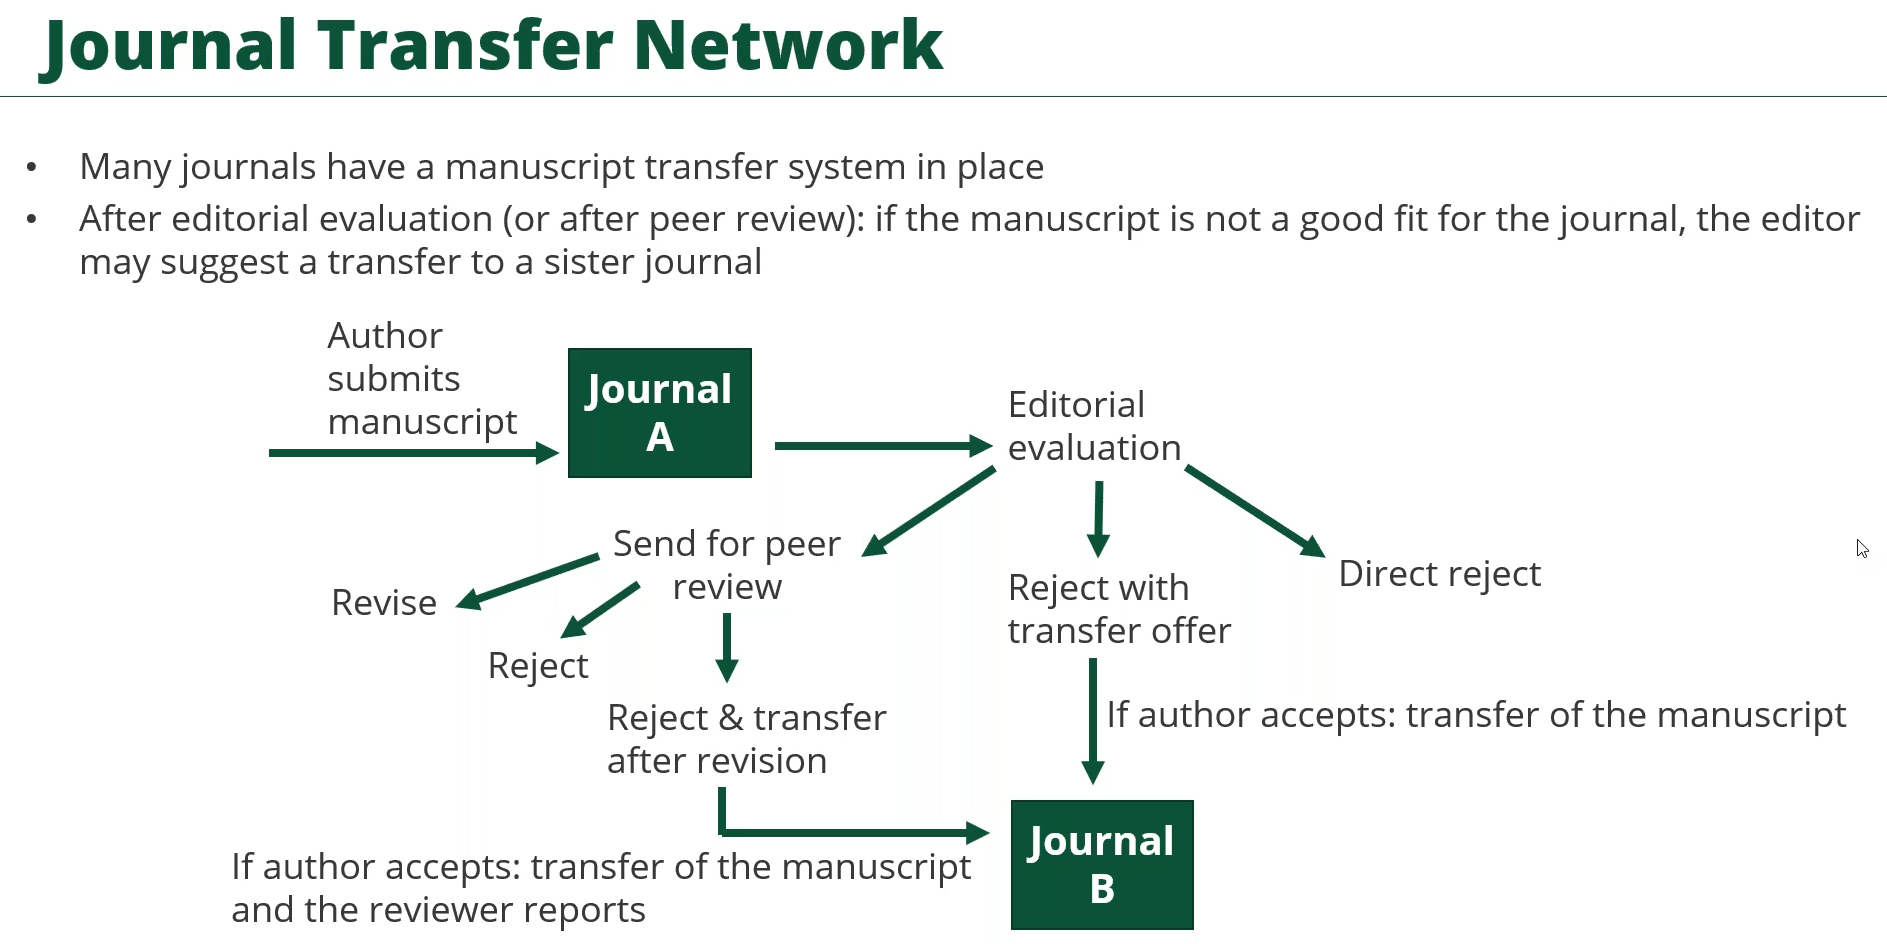 Journal Transfer Network
• Many journals have a manuscript transfer system in place
• After editorial evaluation (or after peer review): if the manuscript is not a good fit for the journal, the editor
may suggest a transfer to a sister journal
Author
submits
manuscript
Journal
A
Editorial
evaluation
Send for peer
review
Revise
Reject
Reject with
transfer offer
Direct reject
Reject & transfer
after revision
If author accepts: transfer of the manuscript
If author accepts: transfer of the manuscript
and the reviewer reports
Journal
B